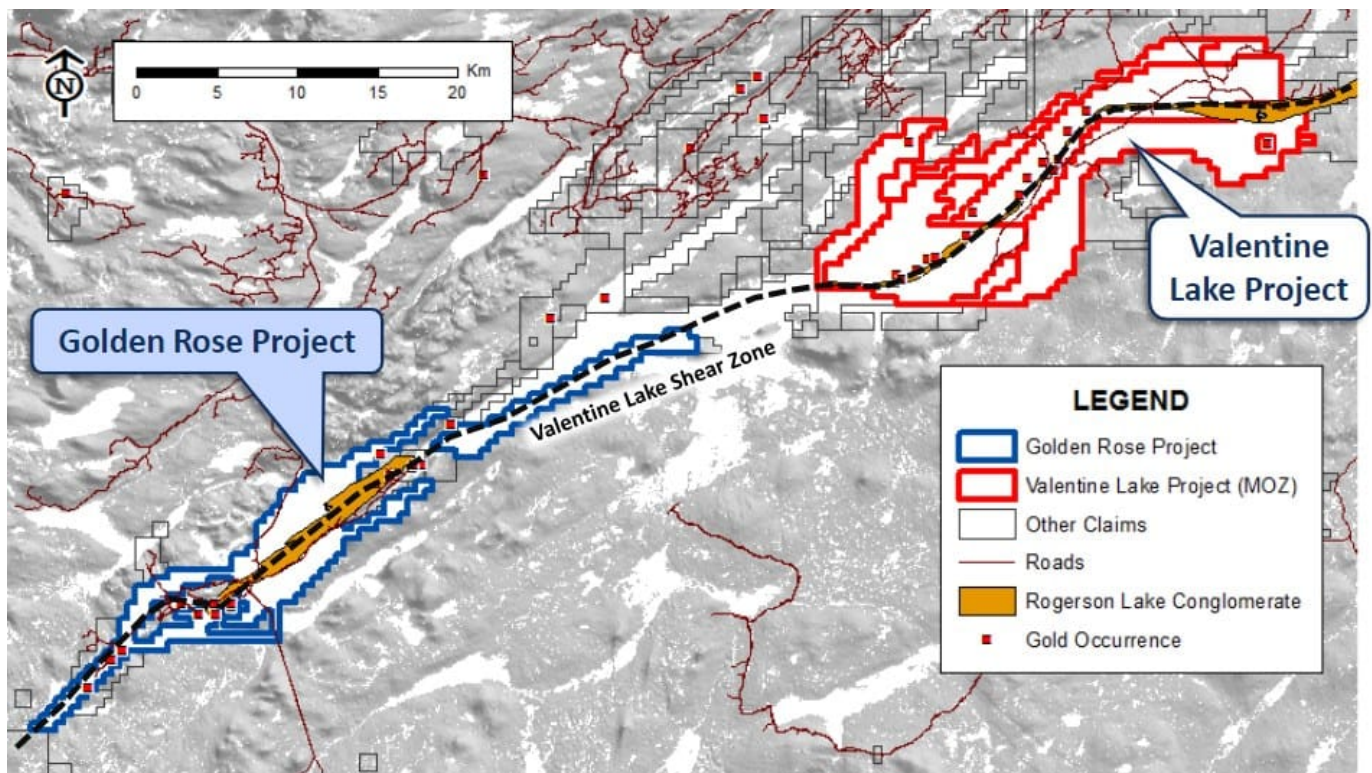 N
Km
0 5 10 15 20
Valentine
Lake Project
Golden Rose Project
Valentine Lake Shear Zone
LEGEND
Golden Rose Project
Valentine Lake Project (MOZ)
Other Claims
Roads
Rogerson Lake Conglomerate
Gold Occurrence